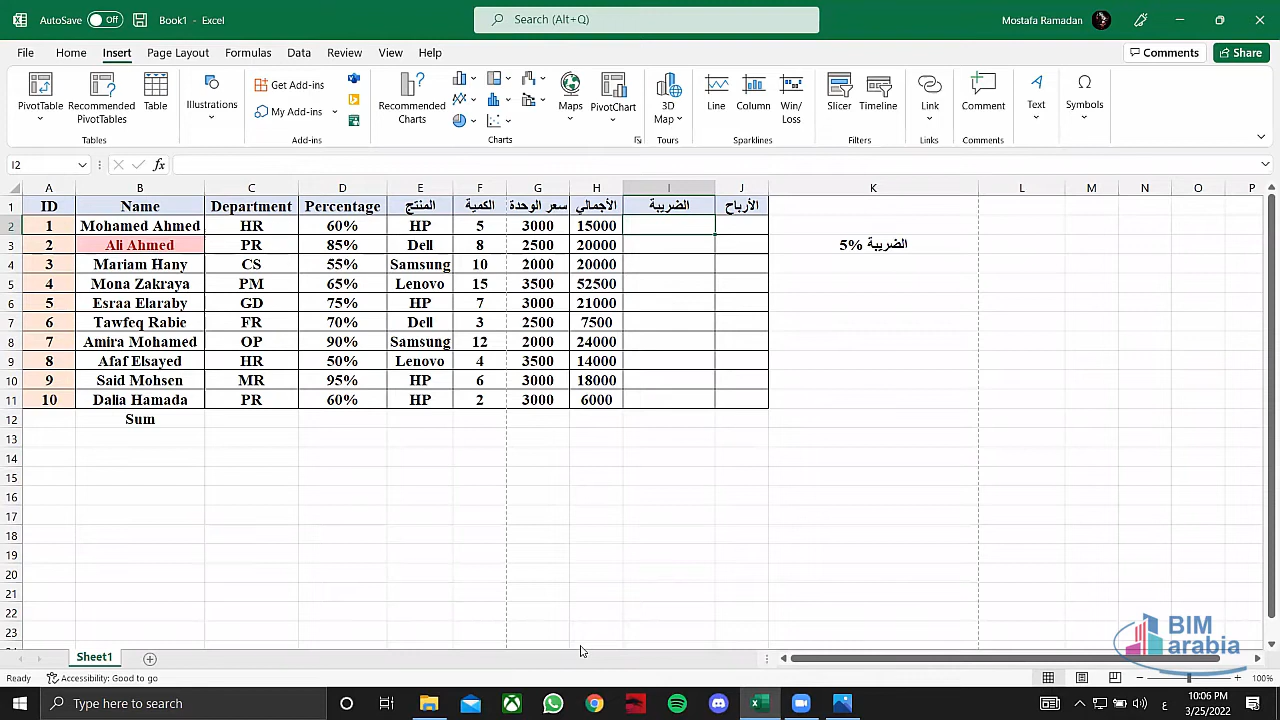 AutoSave Off Book1 - Excel Search (Alt+Q) Mostafa Ramadan
File Home Insert Page Layout Formulas Data Review View Help Comments Share
PivotTable Recommended PivotTables Table Illustrations Get Add-ins My Add-ins Recommended Charts Maps PivotChart 3D Map Line Column Win/Loss Slicer Timeline Link Comment Text Symbols
Tables Add-ins Charts Tours Sparklines Filters Links Comments
I2 fx
A B C D E F G H I J K L M N O P
1 ID Name Department Percentage المنتج الكمية سعر الوحدة الأجمالي الضريبة الأرباح
2 1 Mohamed Ahmed HR 60% HP 5 3000 15000
3 2 Ali Ahmed PR 85% Dell 8 2500 20000 الضريبة 5%
4 3 Mariam Hany CS 55% Samsung 10 2000 20000
5 4 Mona Zakraya PM 65% Lenovo 15 3500 52500
6 5 Esraa Elaraby GD 75% HP 7 3000 21000
7 6 Tawfeq Rabie FR 70% Dell 3 2500 7500
8 7 Amira Mohamed OP 90% Samsung 12 2000 24000
9 8 Afaf Elsayed HR 50% Lenovo 4 3500 14000
10 9 Said Mohsen MR 95% HP 6 3000 18000
11 10 Dalia Hamada PR 60% HP 2 3000 6000
12 Sum
13
14
15
16
17
18
19
20
21
22
23
BIM
arabia
Sheet1
Ready Accessibility: Good to go 100%
Type here to search ع 10:06 PM
3/25/2022